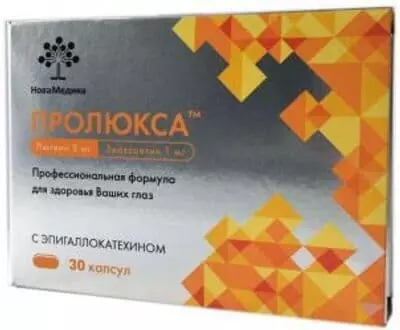 НоваМедика
ПРОЛЮКСА™
Лютеин 5 мг Зеаксантин 1 мг
Профессиональная формула
для здоровья Ваших глаз
С ЭПИГАЛЛОКАТЕХИНОМ
30 капсул